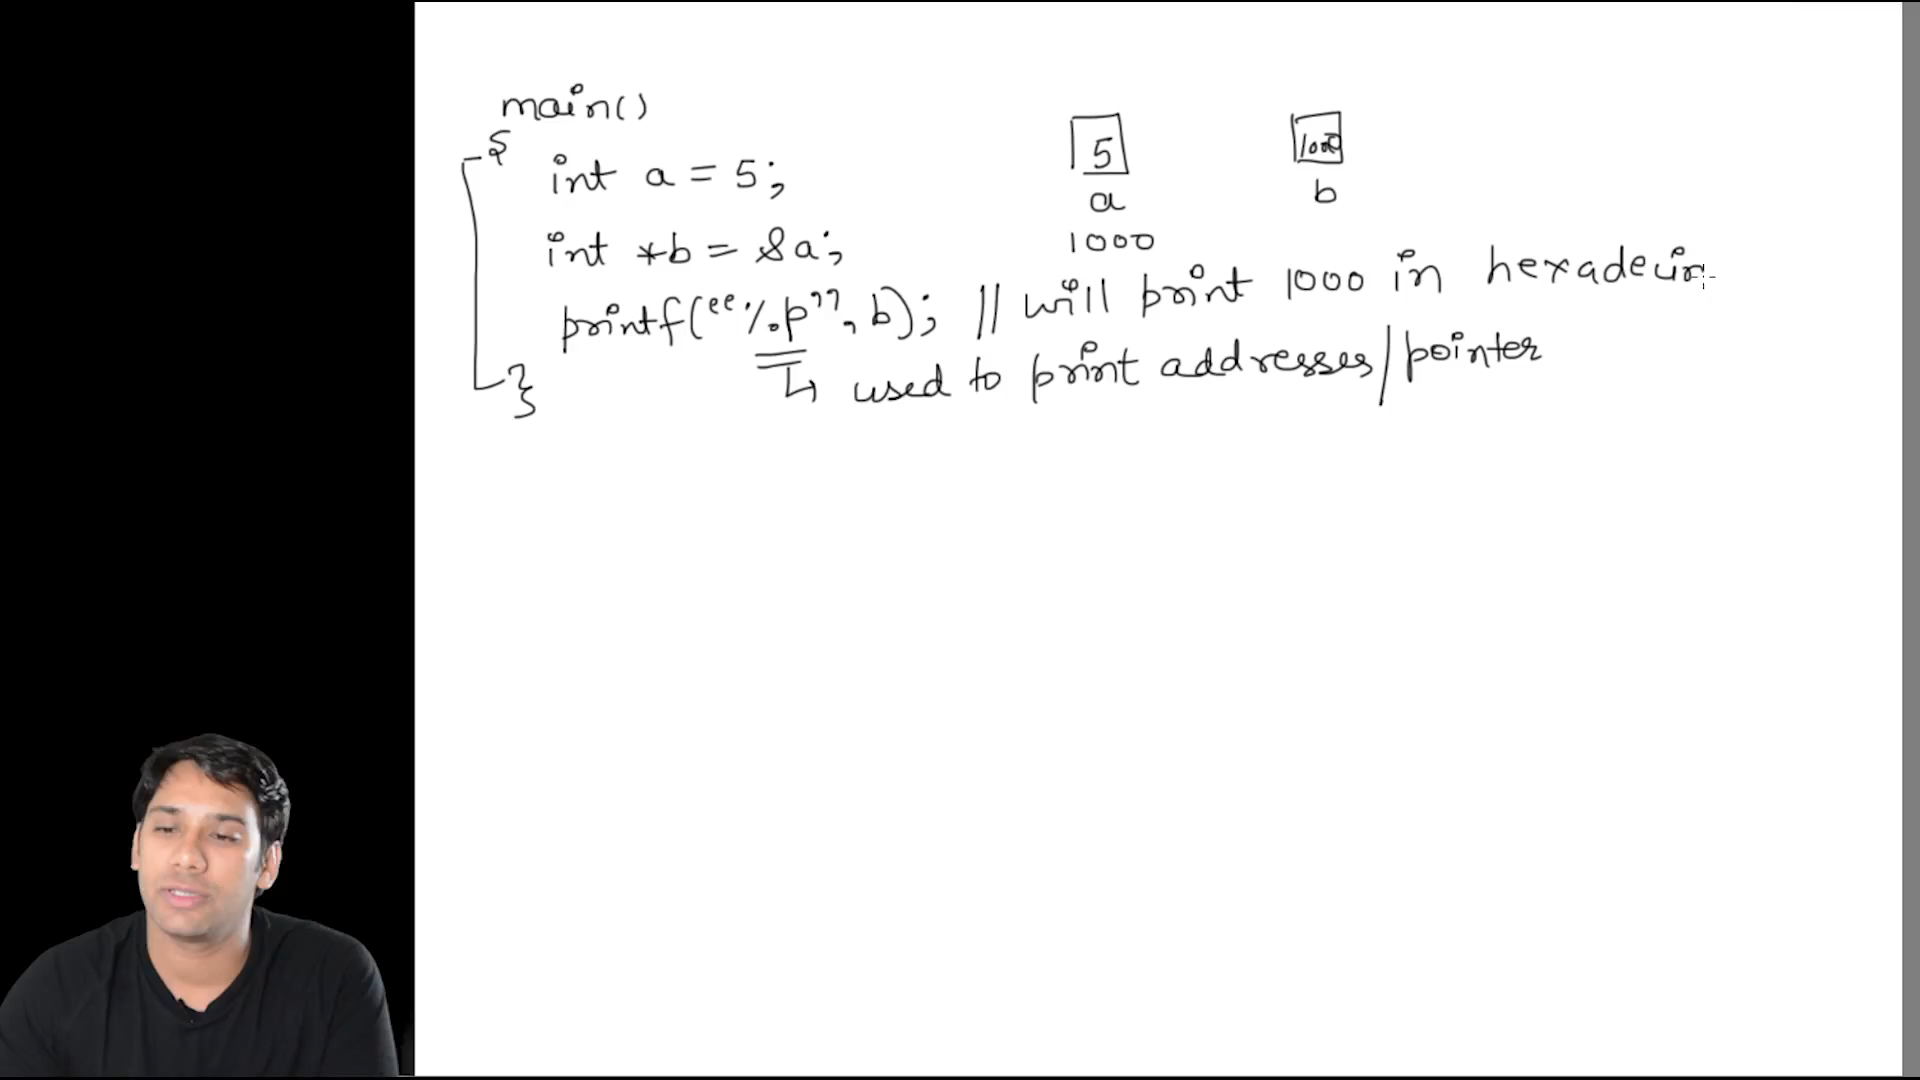 main()
{
int a = 5;
5
1000
a
b
int *b = &a;
1000
printf("%p", b); // will print 1000 in hexadecim
↳ used to print addresses/pointer
}